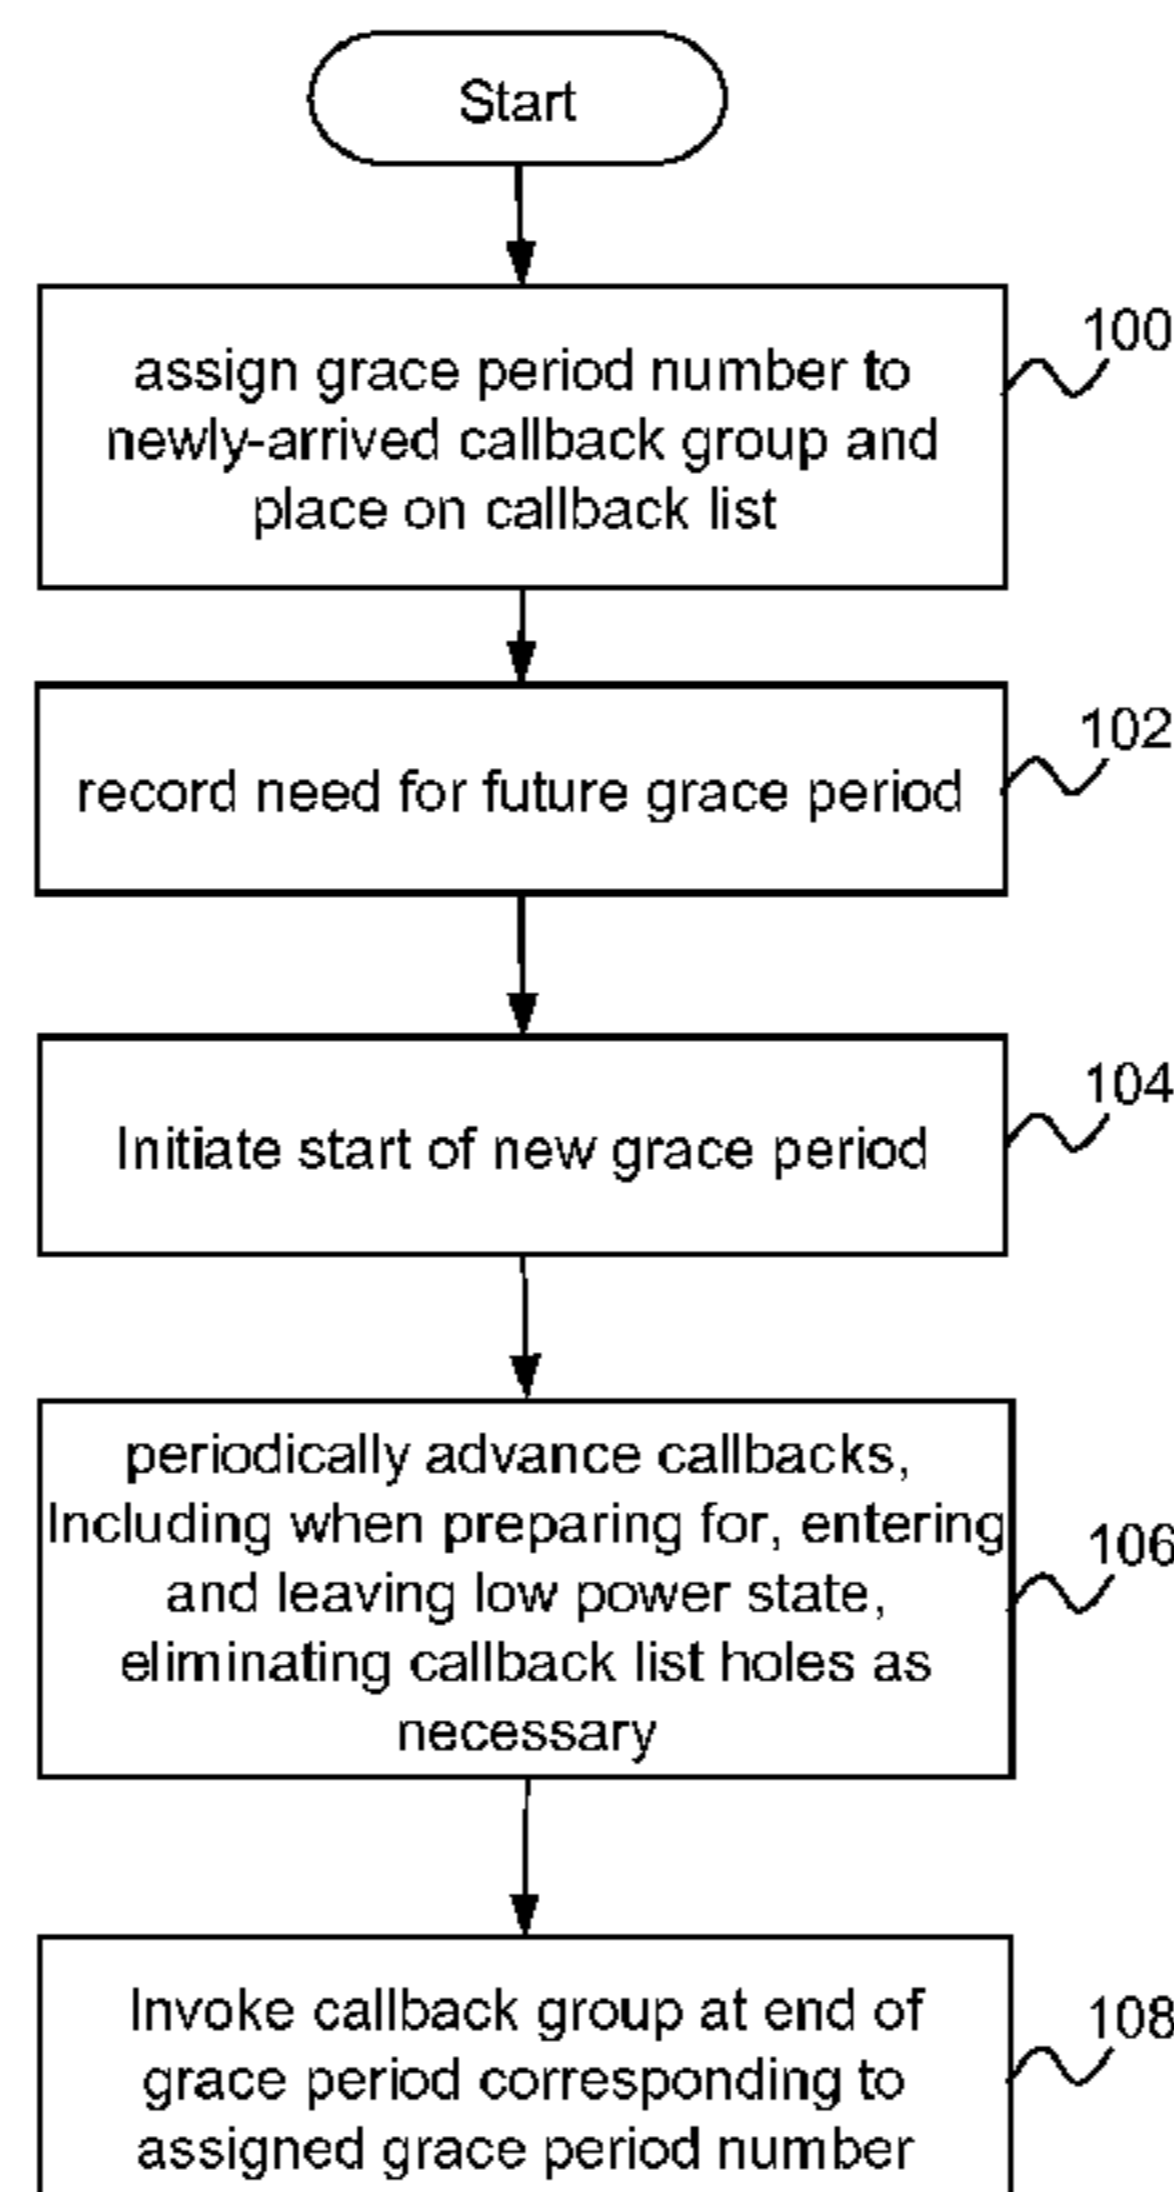 Start
100
assign grace period number to
newly-arrived callback group and
place on callback list
102
record need for future grace period
104
Initiate start of new grace period
periodically advance callbacks,
Including when preparing for, entering
106
and leaving low power state,
eliminating callback list holes as
necessary
Invoke callback group at end of
108
grace period corresponding to
assigned grace period number